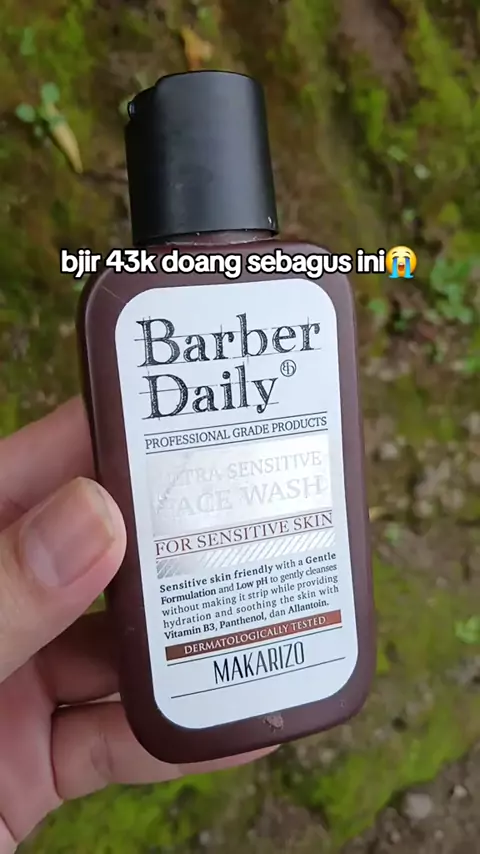 bjir 43k doang sebagus ini😭
Barber
Daily
PROFESSIONAL GRADE PRODUCTS
ULTRA SENSITIVE
FACE WASH
FOR SENSITIVE SKIN
Sensitive skin friendly with a Gentle
Formulation and Low pH to gently cleanses
without making it strip while providing
hydration and soothing the skin with
Vitamin B3, Panthenol, dan Allantoin.
DERMATOLOGICALLY TESTED
MAKARIZO